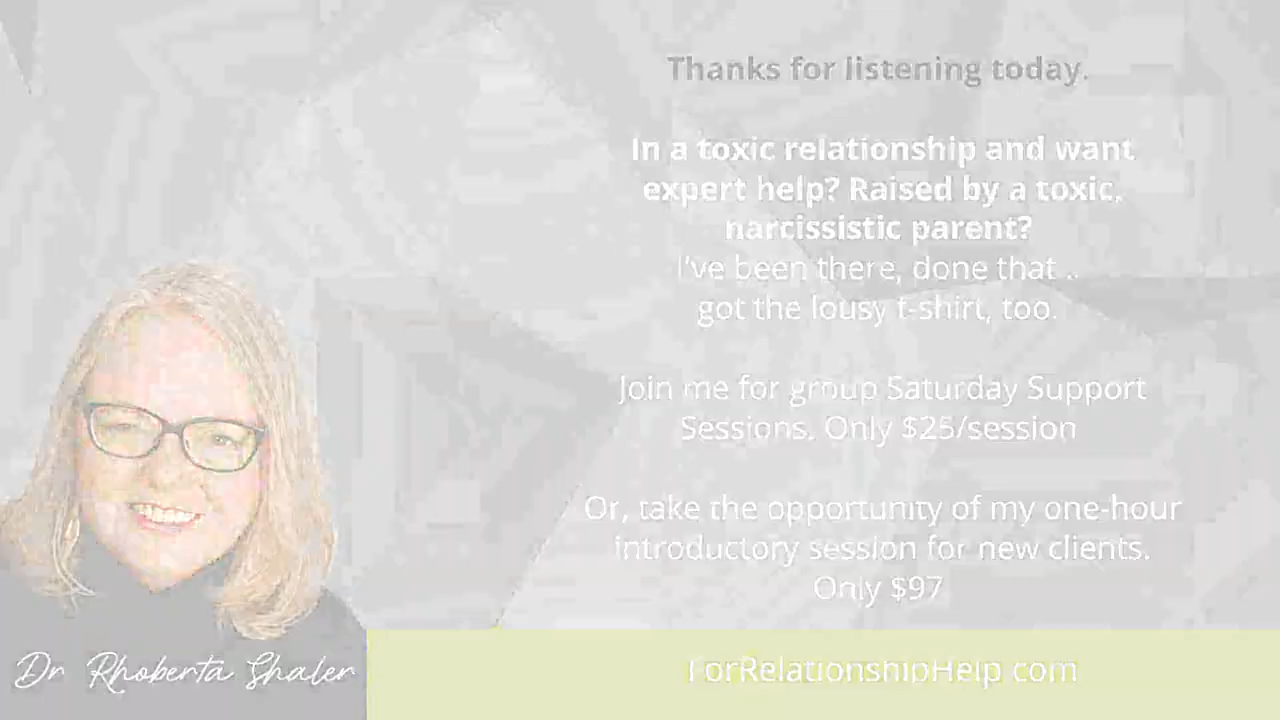 Thanks for listening today.
In a toxic relationship and want
expert help? Raised by a toxic,
narcissistic parent?
I've been there, done that ..
got the lousy t-shirt, too.
Join me for group Saturday Support
Sessions. Only $25/session
Or, take the opportunity of my one-hour
introductory session for new clients.
Only $97
Dr Rhoberta Shaler
ForRelationshipHelp.com